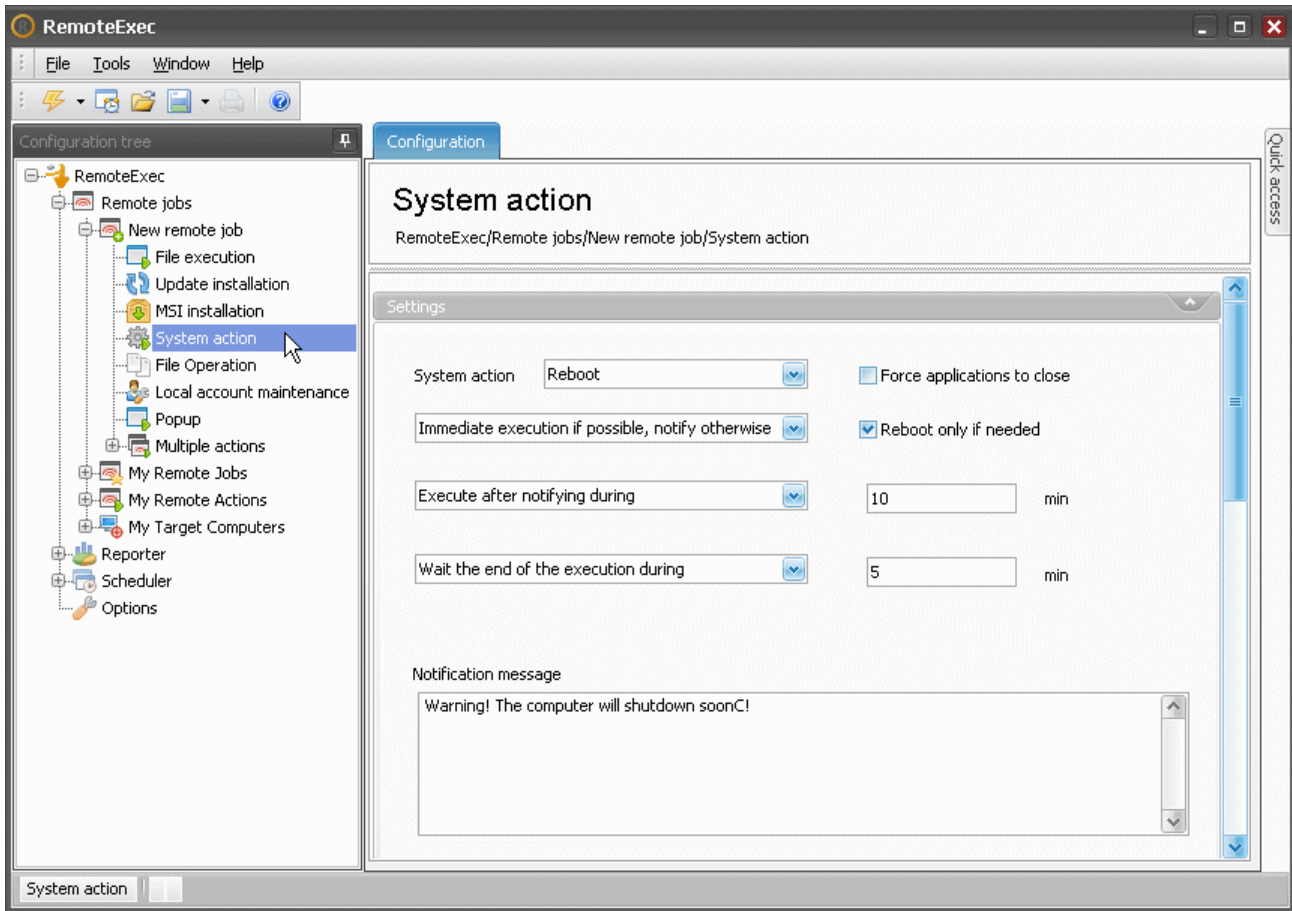 RemoteExec
File Tools Window Help
Configuration tree
RemoteExec
Remote jobs
New remote job
File execution
Update installation
MSI installation
System action
File Operation
Local account maintenance
Popup
Multiple actions
My Remote Jobs
My Remote Actions
My Target Computers
Reporter
Scheduler
Options
Configuration
System action
RemoteExec/Remote jobs/New remote job/System action
Settings
System action Reboot Force applications to close
Immediate execution if possible, notify otherwise Reboot only if needed
Execute after notifying during 10 min
Wait the end of the execution during 5 min
Notification message
Warning! The computer will shutdown soonC!
Quick access
System action